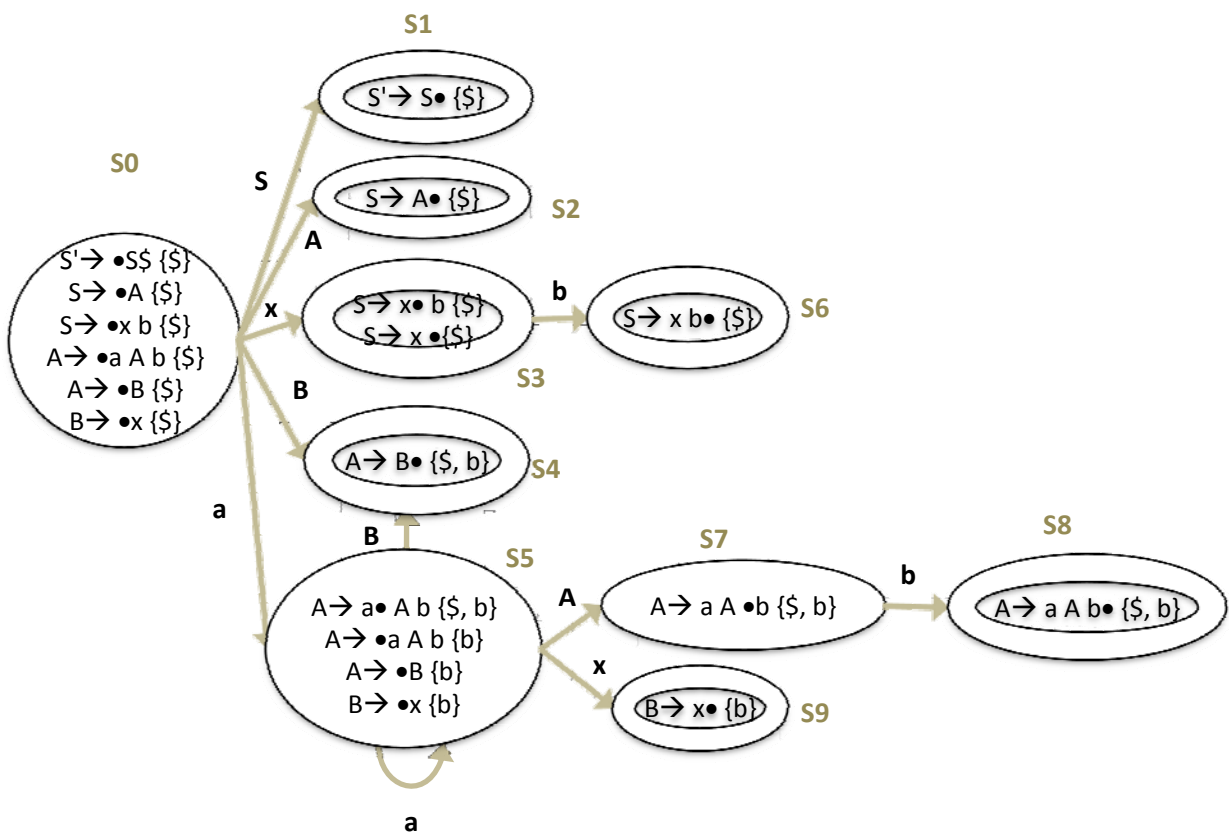 S1
S'→ S● {$}
S0
S
S→ A● {$}
S2
A
S'→ ●S$ {$}
S→ ●A {$}
S→ ●x b {$}
A→ ●a A b {$}
A→ ●B {$}
B→ ●x {$}
x
S→ x● b {$}
S→ x ●{$}
S3
b
S→ x b● {$}
S6
B
A→ B● {$, b}
S4
a
B
S5
A→ a● A b {$, b}
A→ ●a A b {b}
A→ ●B {b}
B→ ●x {b}
a
A
S7
A→ a A ●b {$, b}
b
S8
A→ a A b● {$, b}
x
B→ x● {b}
S9